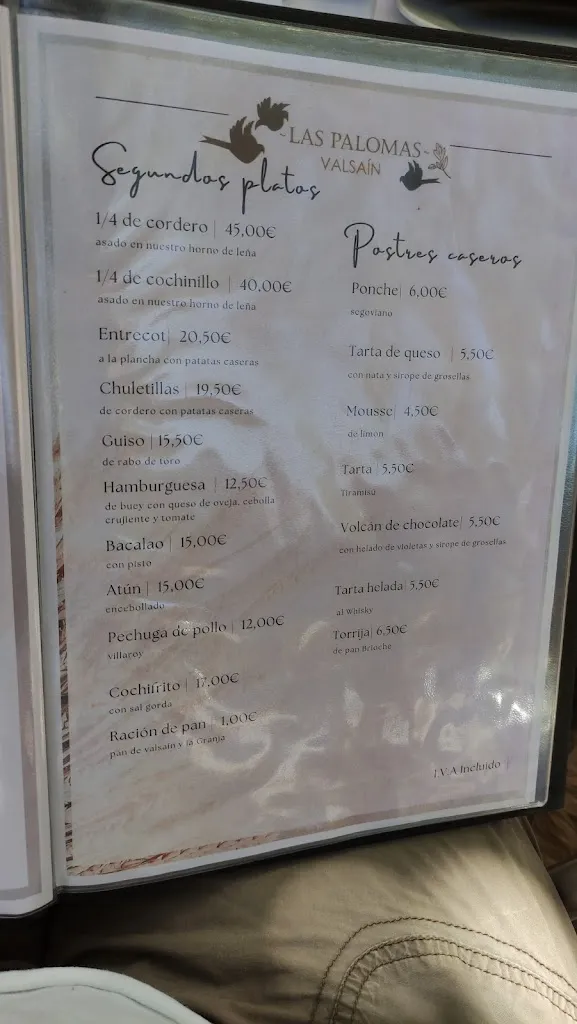 -LAS PALOMAS-
VALSAÍN
Segundos platos
1/4 de cordero | 45,00€
asado en nuestro horno de leña
1/4 de cochinillo | 40,00€
asado en nuestro horno de leña
Entrecot| 20,50€
a la plancha con patatas caseras
Chuletillas | 19,50€
de cordero con patatas caseras
Guiso | 15,50€
de rabo de toro
Hamburguesa | 12,50€
de buey con queso de oveja, cebolla
crujiente y tomate
Bacalao | 15,00€
con pisto
Atún | 15,00€
encebollado
Pechuga de pollo | 12,00€
villaroy
Cochifrito | 17,00€
con sal gorda
Ración de pan | 1,00€
pan de valsain y la Granja
Postres caseros
Ponche| 6,00€
segoviano
Tarta de queso | 5,50€
con nata y sirope de grosellas
Mousse| 4,50€
de limon
Tarta | 5,50€
Tiramisú
Volcán de chocolate| 5,50€
con helado de violetas y sirope de grosellas
Tarta helada| 5,50€
al Whisky
Torrija| 6,50€
de pan Brioche
I.V.A Incluido